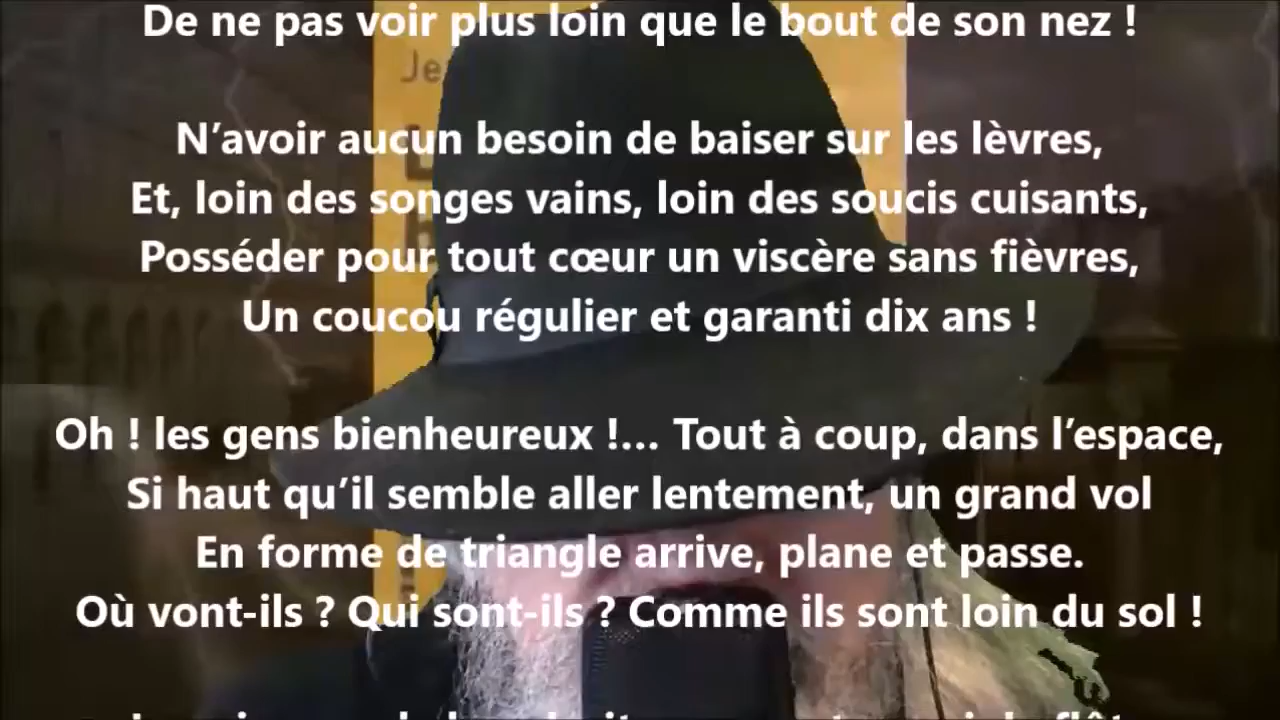 De ne pas voir plus loin que le bout de son nez !
Je
N’avoir aucun besoin de baiser sur les lèvres,
Et, loin des songes vains, loin des soucis cuisants,
Posséder pour tout cœur un viscère sans fièvres,
Un coucou régulier et garanti dix ans !
Oh ! les gens bienheureux !... Tout à coup, dans l’espace,
Si haut qu’il semble aller lentement, un grand vol
En forme de triangle arrive, plane et passe.
Où vont-ils ? Qui sont-ils ? Comme ils sont loin du sol !